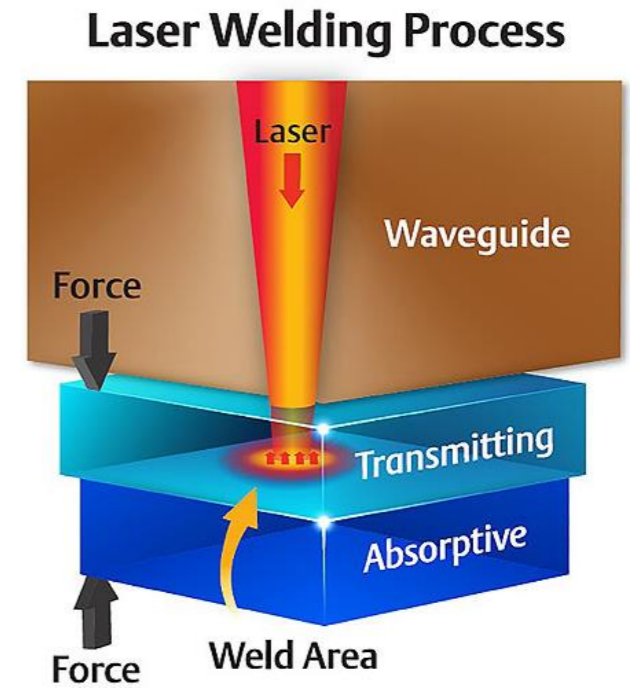 Laser Welding Process
Laser
Waveguide
Force
Transmitting
Absorptive
Weld Area
Force